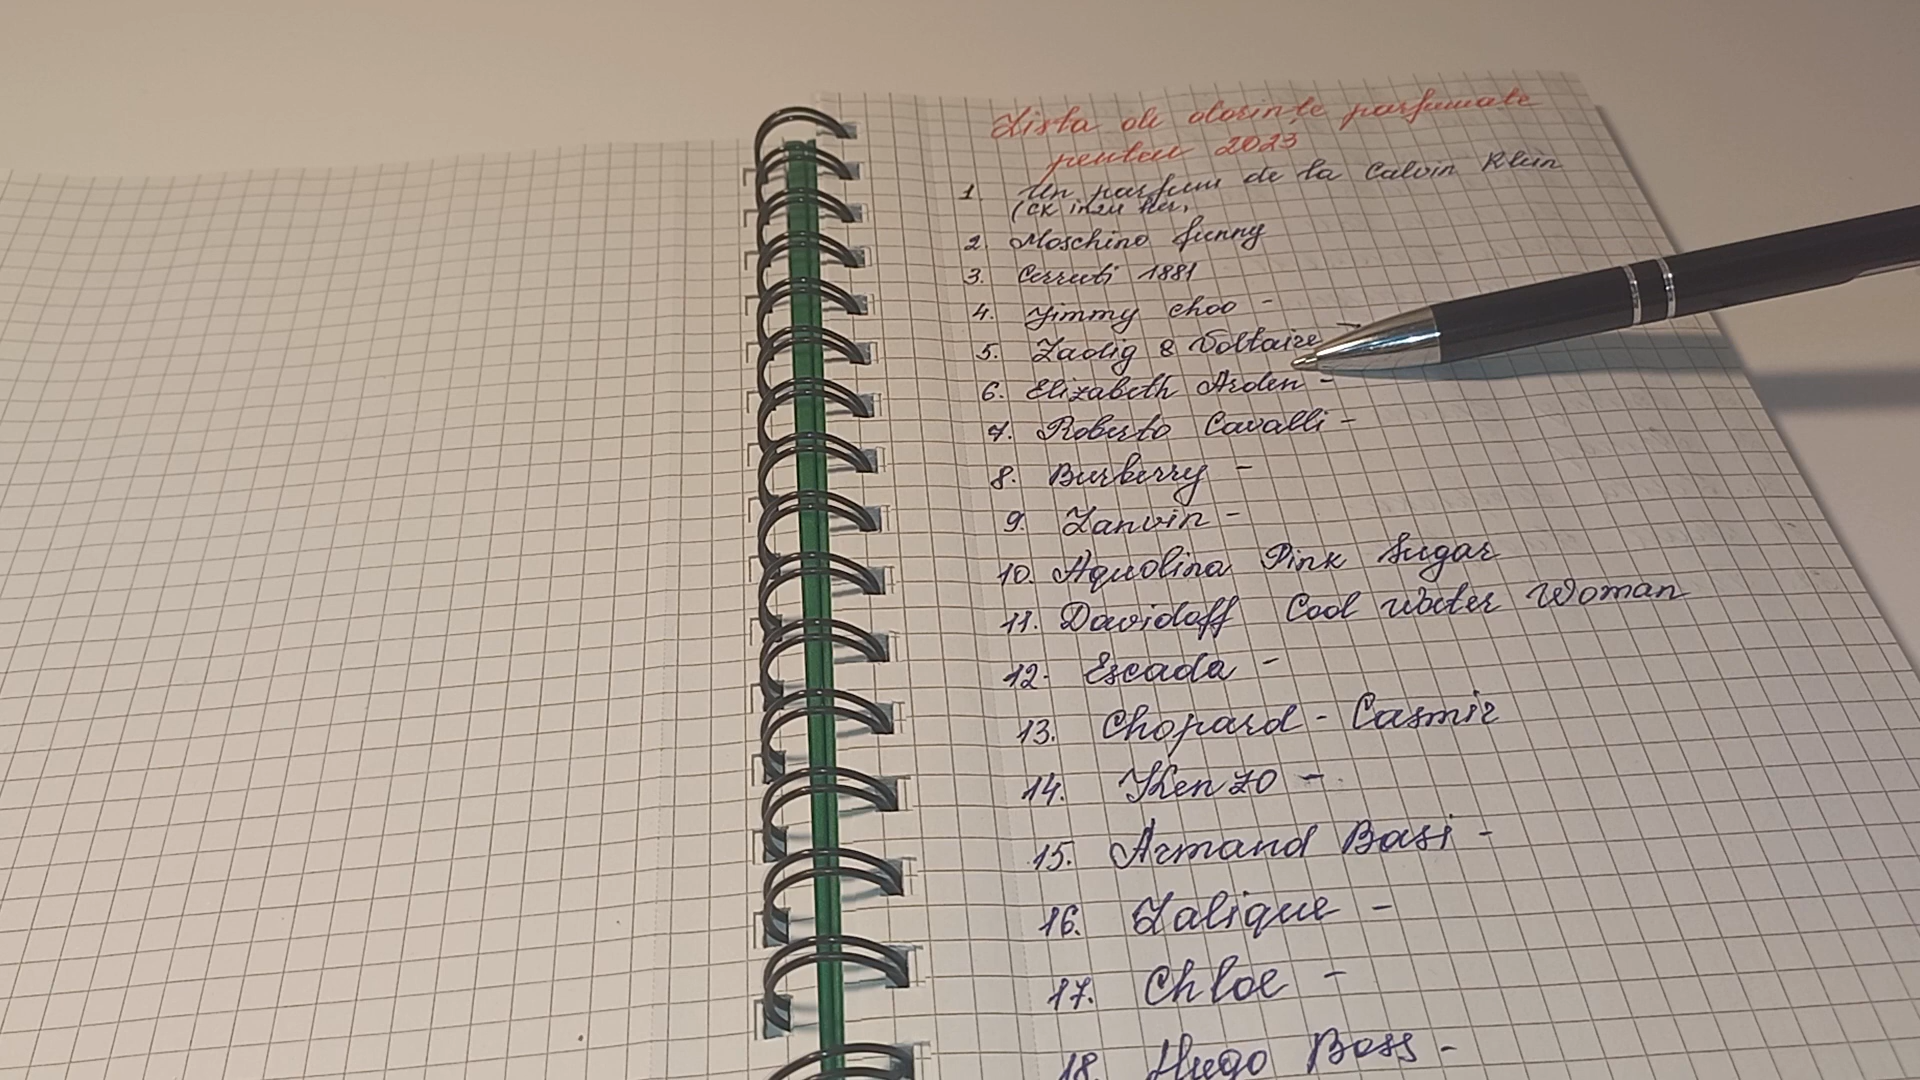 Lista de dorințe parfumate
pentru 2023
1. Un parfum de la Calvin Klein
(CK in2u her,
2. Moschino funny
3. Cerruti 1881
4. Jimmy choo -
5. Zadig & Voltaire -
6. Elizabeth Arden -
7. Roberto Cavalli -
8. Burberry -
9. Lanvin -
10. Aquolina Pink Sugar
11. Davidoff Cool water Woman
12. Escada -
13. Chopard - Casmir
14. Kenzo -
15. Armand Basi -
16. Lalique -
17. Chloe -
18. Hugo Boss -